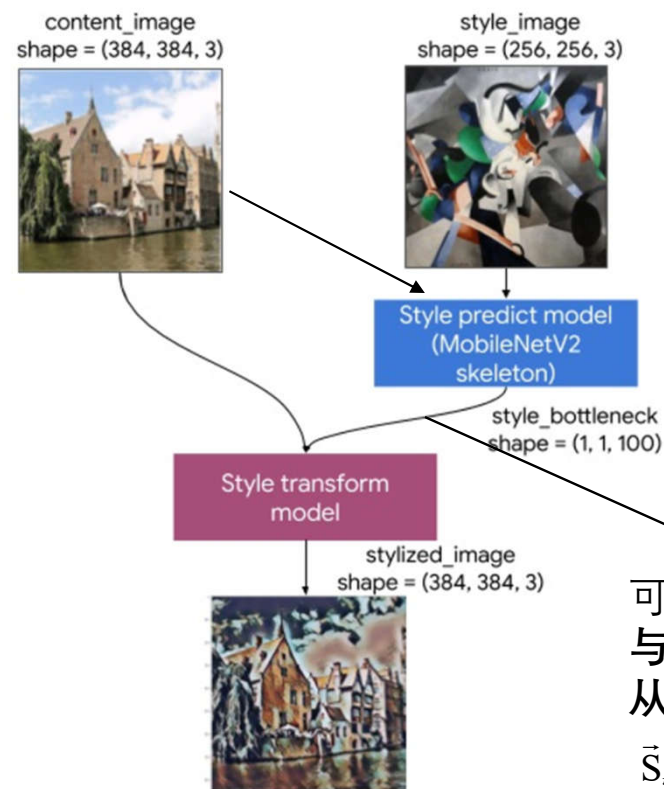 content_image
shape = (384, 384, 3)
style_image
shape = (256, 256, 3)
Style predict model
(MobileNetV2
skeleton)
style_bottleneck
shape = (1, 1, 100)
Style transform
model
stylized_image
shape = (384, 384, 3)
可
与
从
S⃗